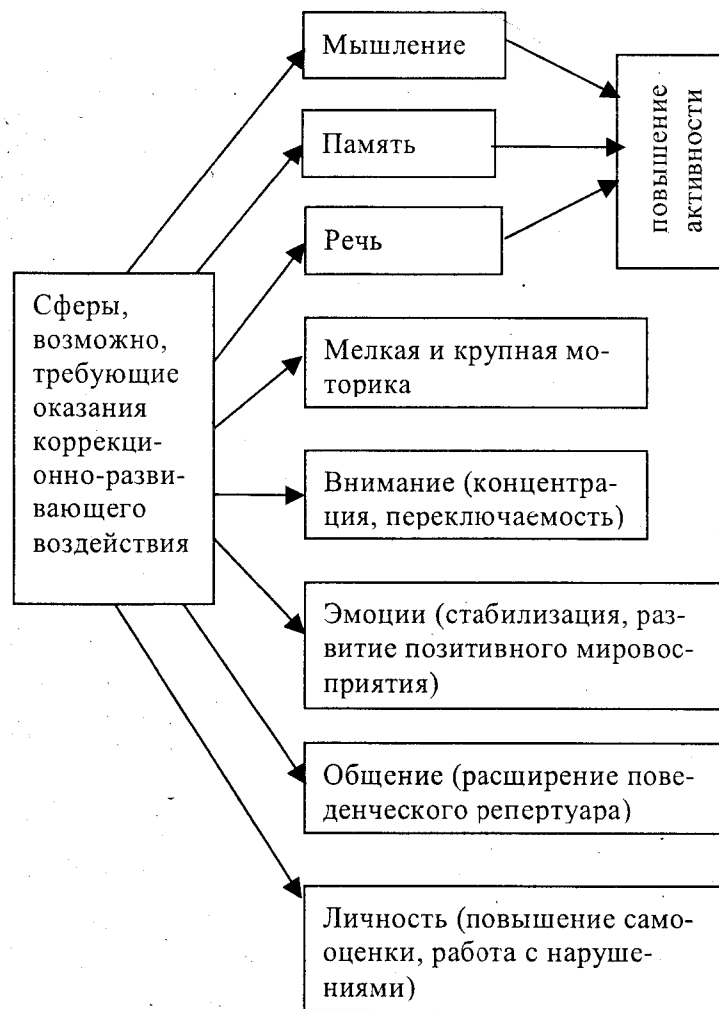 Мышление
Память
Речь
повышение
активности
Сферы,
возможно,
требующие
оказания
коррекци-
онно-разви-
вающего
воздействия
Мелкая и крупная мо-
торика
Внимание (концентра-
ция, переключаемость)
Эмоции (стабилизация, раз-
витие позитивного мировос-
приятия)
Общение (расширение пове-
денческого репертуара)
Личность (повышение само-
оценки, работа с наруше-
ниями)